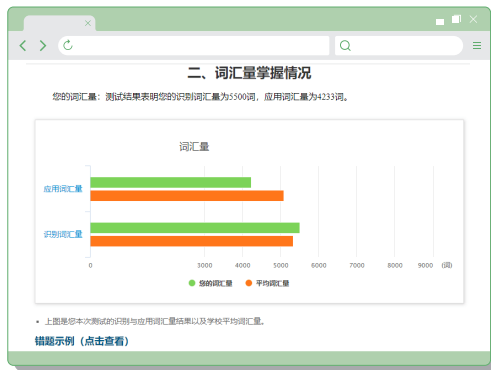 二、词汇量掌握情况
您的词汇量：测试结果表明您的识别词汇量为5500词，应用词汇量为4233词。
词汇量
应用词汇量
识别词汇量
0 3000 4000 5000 6000 7000 8000 9000 (词)
您的词汇量 平均词汇量
上图是您本次测试的识别与应用词汇量结果以及学校平均词汇量。
错题示例（点击查看）